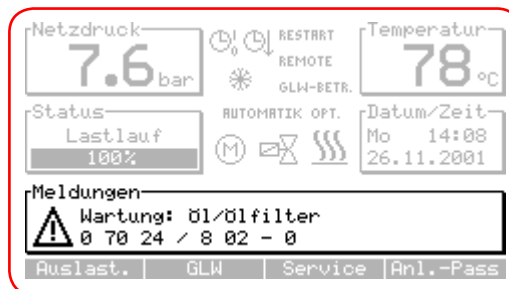 Netzdruck
7.6 bar
RESTART
REMOTE
GLW-BETR.
Temperatur
78 °C
Status
Lastlauf
100%
AUTOMATIK OPT.
M
Datum/Zeit
Mo 14:08
26.11.2001
Meldungen
Wartung: Öl/Ölfilter
0 70 24 / 8 02 - 0
Auslast. GLW Service Anl.-Pass